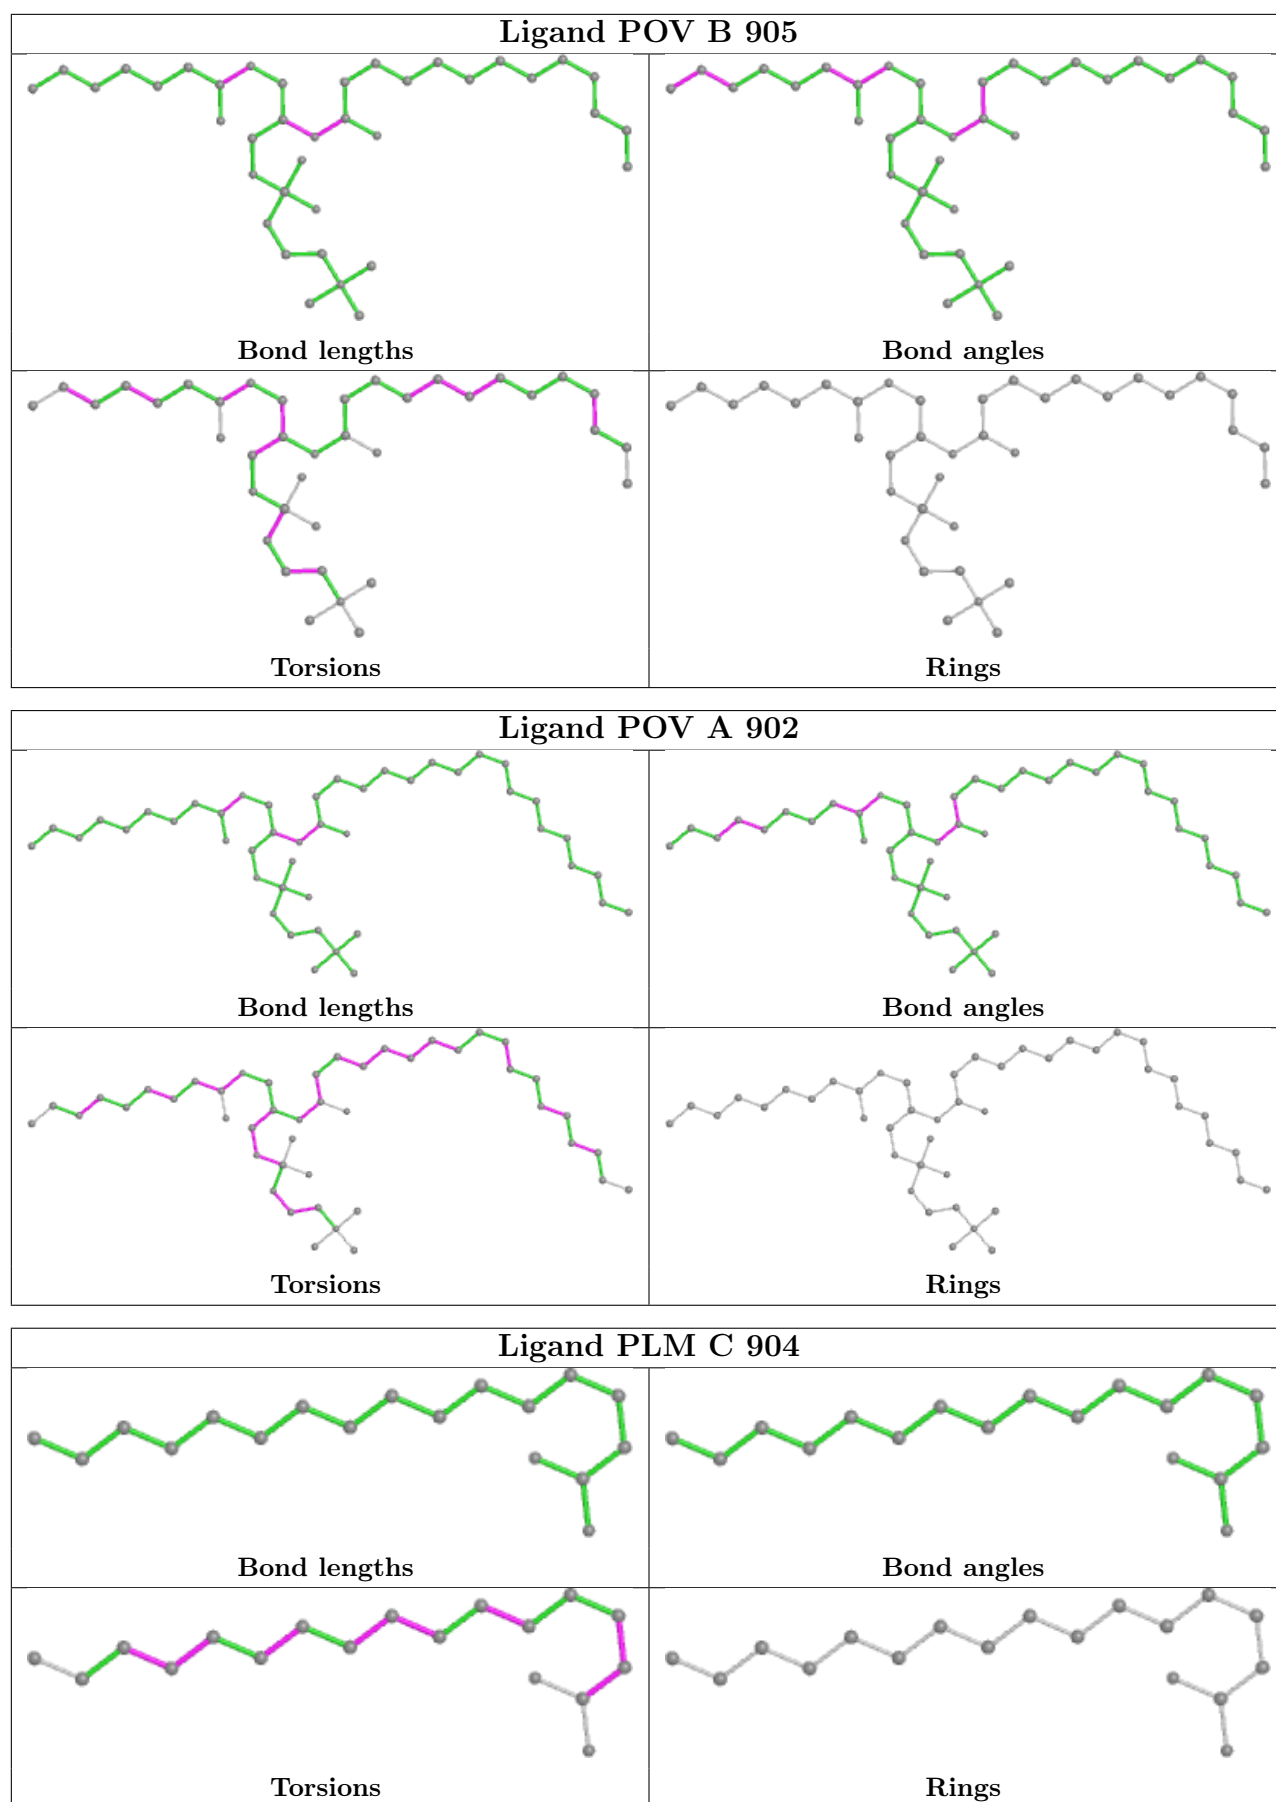 Ligand POV B 905
Bond lengths
Bond angles
Torsions
Rings
Ligand POV A 902
Bond lengths
Bond angles
Torsions
Rings
Ligand PLM C 904
Bond lengths
Bond angles
Torsions
Rings